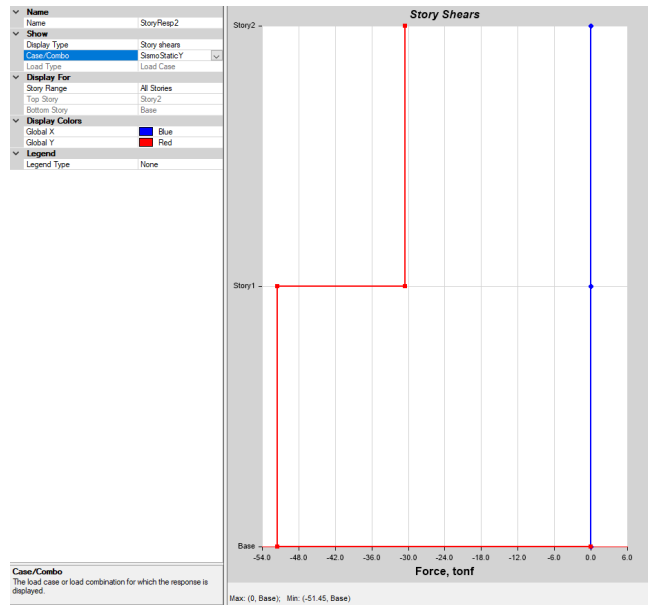 Name
Name StoryResp2
Show
Display Type Story shears
Case/Combo SismoStaticY
Load Type Load Case
Display For
Story Range All Stories
Top Story Story2
Bottom Story Base
Display Colors
Global X Blue
Global Y Red
Legend
Legend Type None
Case/Combo
The load case or load combination for which the response is
displayed.
Story Shears
Story2
Story1
Base
-54.0 -48.0 -42.0 -36.0 -30.0 -24.0 -18.0 -12.0 -6.0 0.0 6.0
Force, tonf
Max: (0, Base); Min: (-51.45, Base)